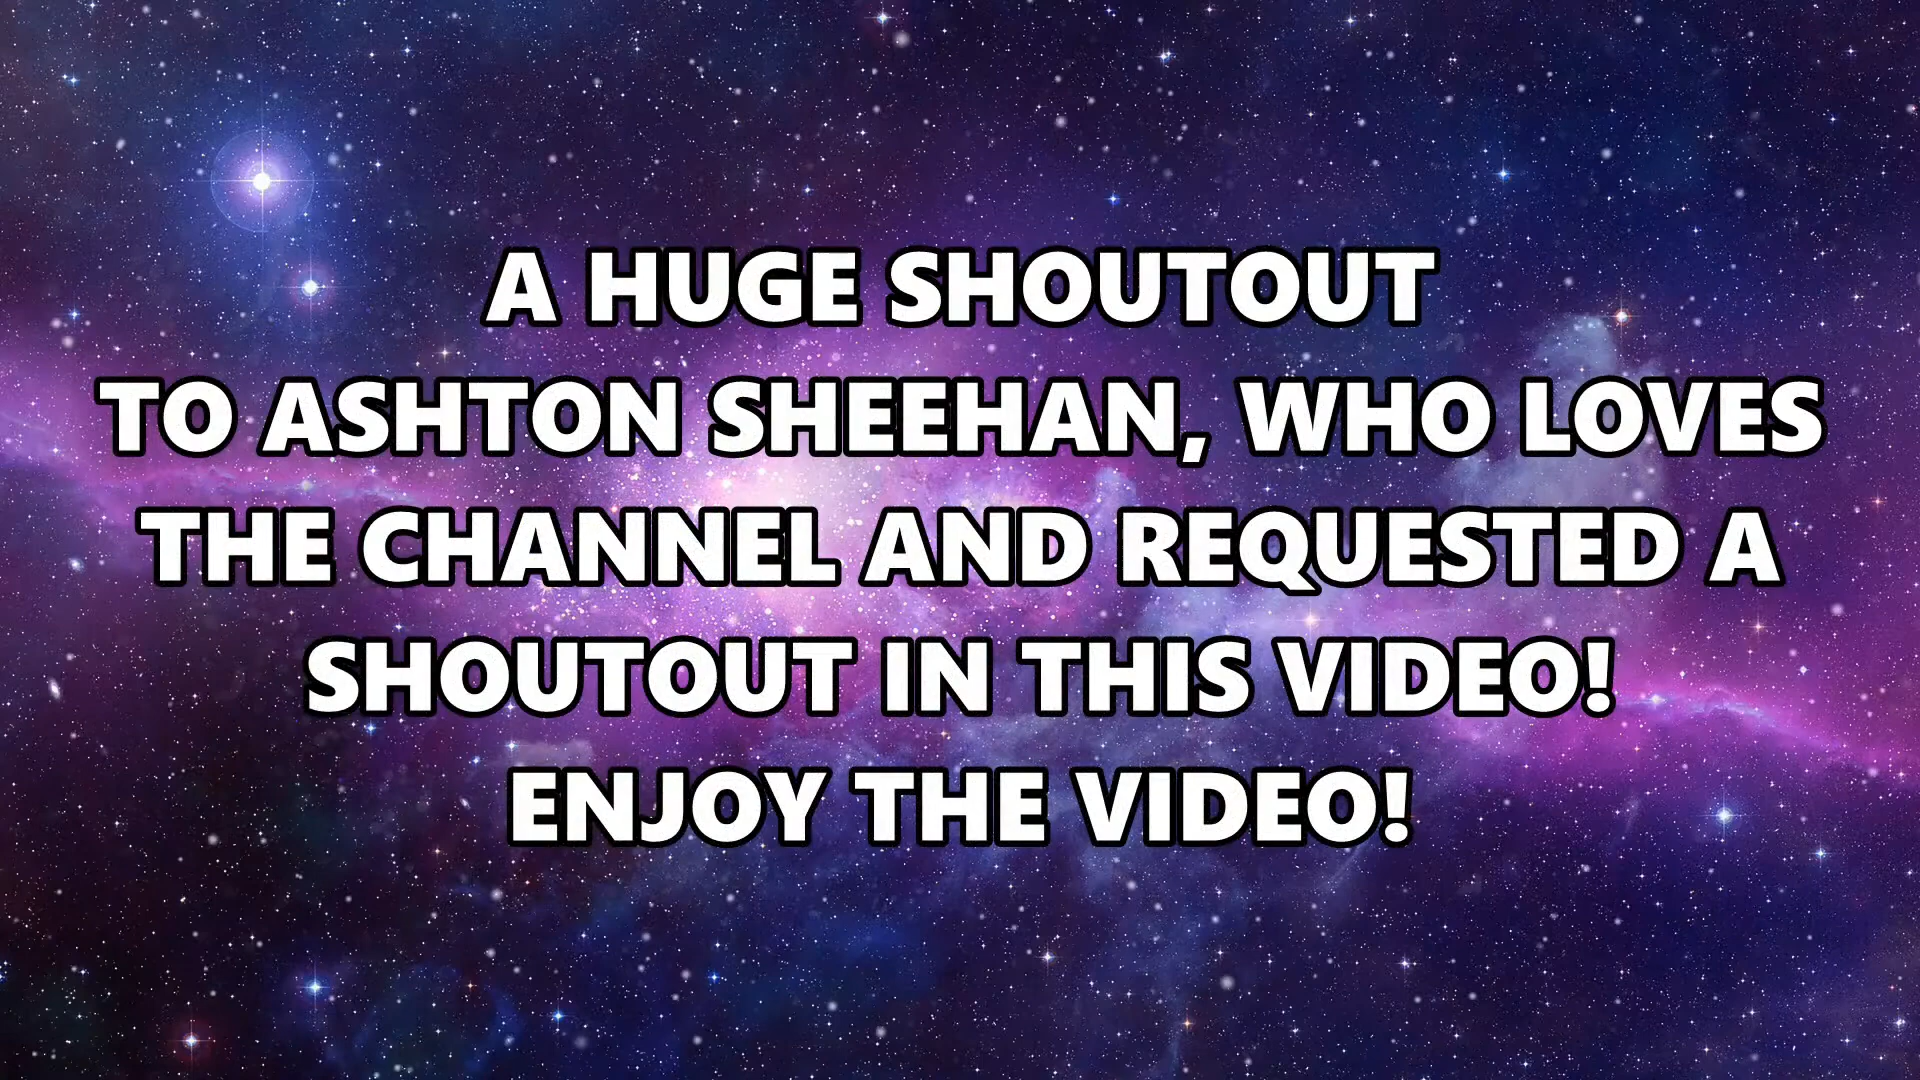 A HUGE SHOUTOUT
TO ASHTON SHEEHAN, WHO LOVES
THE CHANNEL AND REQUESTED A
SHOUTOUT IN THIS VIDEO!
ENJOY THE VIDEO!